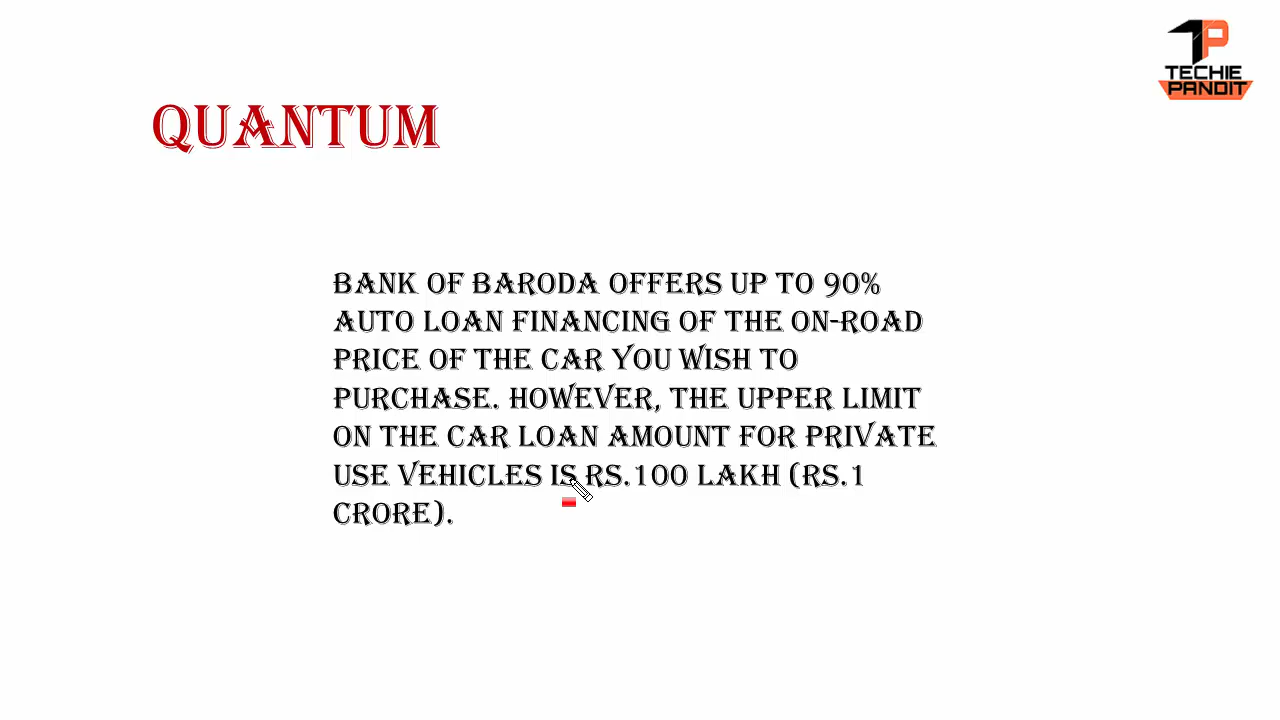 TP
TECHIE
PANDIT
QUANTUM
BANK OF BARODA OFFERS UP TO 90%
AUTO LOAN FINANCING OF THE ON-ROAD
PRICE OF THE CAR YOU WISH TO
PURCHASE. HOWEVER, THE UPPER LIMIT
ON THE CAR LOAN AMOUNT FOR PRIVATE
USE VEHICLES IS RS.100 LAKH (RS.1
CRORE).